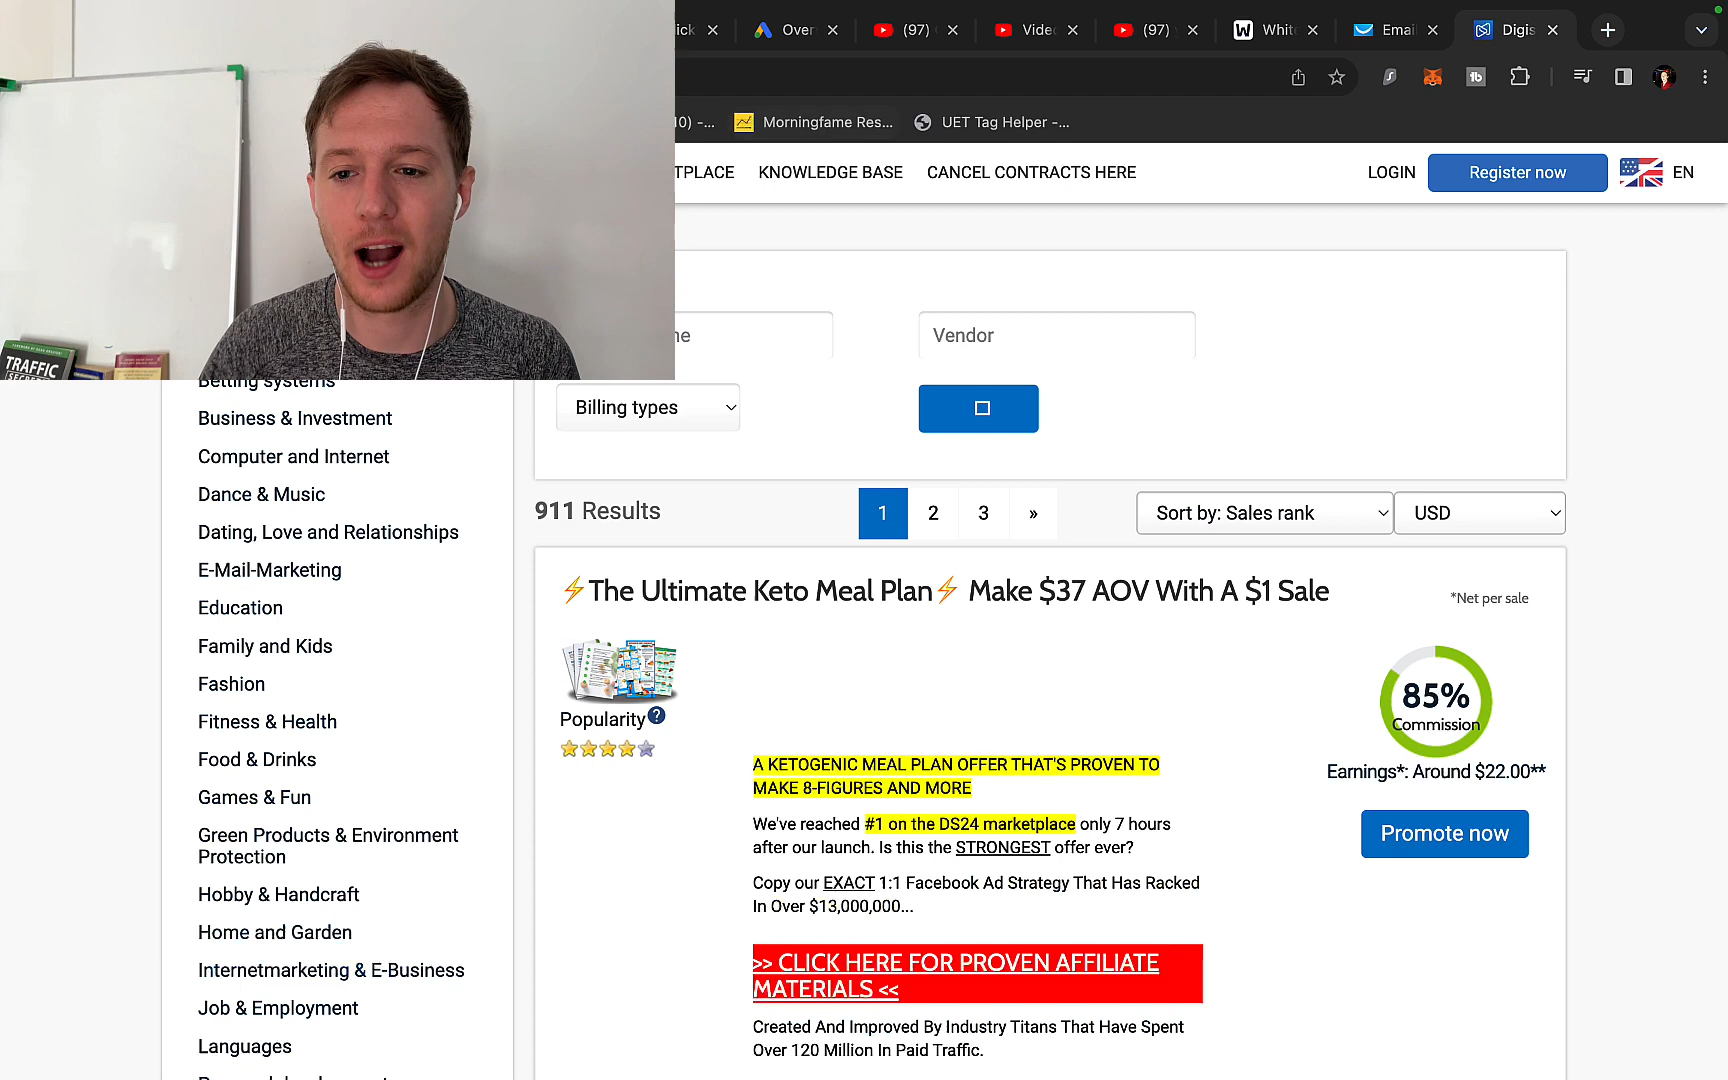 ick
Over
(97)
Vide
(97)
White
Email
Digis
10) -...
Morningfame Res...
UET Tag Helper -...
TPLACE
KNOWLEDGE BASE
CANCEL CONTRACTS HERE
LOGIN
Register now
EN
TRAFFIC
ne
Vendor
Billing types
Betting systems
Business & Investment
Computer and Internet
Dance & Music
Dating, Love and Relationships
E-Mail-Marketing
Education
Family and Kids
Fashion
Fitness & Health
Food & Drinks
Games & Fun
Green Products & Environment
Protection
Hobby & Handcraft
Home and Garden
Internetmarketing & E-Business
Job & Employment
Languages
911 Results
1 2 3 »
Sort by: Sales rank
USD
⚡The Ultimate Keto Meal Plan⚡ Make $37 AOV With A $1 Sale
*Net per sale
Popularity ?
85%
Commission
Earnings*: Around $22.00**
Promote now
A KETOGENIC MEAL PLAN OFFER THAT'S PROVEN TO
MAKE 8-FIGURES AND MORE
We've reached #1 on the DS24 marketplace only 7 hours
after our launch. Is this the STRONGEST offer ever?
Copy our EXACT 1:1 Facebook Ad Strategy That Has Racked
In Over $13,000,000...
>> CLICK HERE FOR PROVEN AFFILIATE
MATERIALS <<
Created And Improved By Industry Titans That Have Spent
Over 120 Million In Paid Traffic.